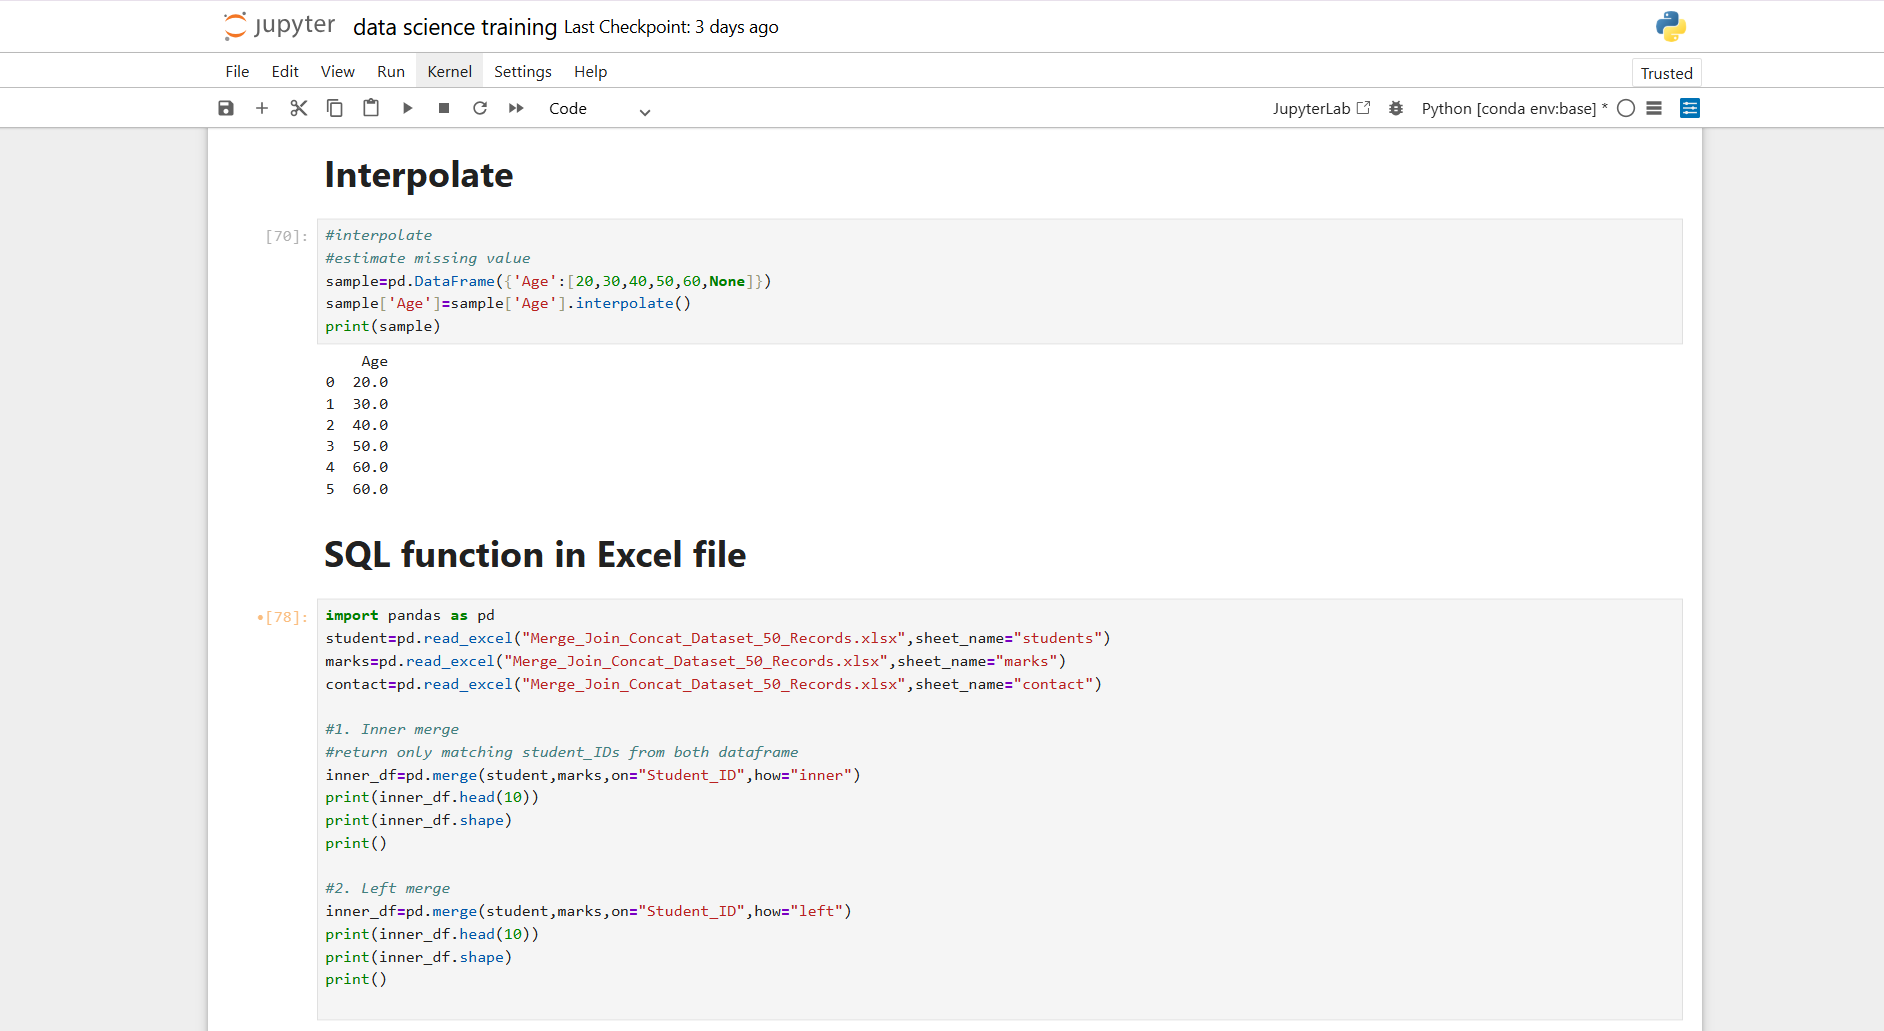 jupyter data science training Last Checkpoint: 3 days ago
File Edit View Run Kernel Settings Help
Trusted
Code
JupyterLab Python [conda env:base] *
Interpolate
[70]:
#interpolate
#estimate missing value
sample=pd.DataFrame({'Age':[20,30,40,50,60,None]})
sample['Age']=sample['Age'].interpolate()
print(sample)
Age
0 20.0
1 30.0
2 40.0
3 50.0
4 60.0
5 60.0
SQL function in Excel file
•[78]:
import pandas as pd
student=pd.read_excel("Merge_Join_Concat_Dataset_50_Records.xlsx",sheet_name="students")
marks=pd.read_excel("Merge_Join_Concat_Dataset_50_Records.xlsx",sheet_name="marks")
contact=pd.read_excel("Merge_Join_Concat_Dataset_50_Records.xlsx",sheet_name="contact")
#1. Inner merge
#return only matching student_IDs from both dataframe
inner_df=pd.merge(student,marks,on="Student_ID",how="inner")
print(inner_df.head(10))
print(inner_df.shape)
print()
#2. Left merge
inner_df=pd.merge(student,marks,on="Student_ID",how="left")
print(inner_df.head(10))
print(inner_df.shape)
print()